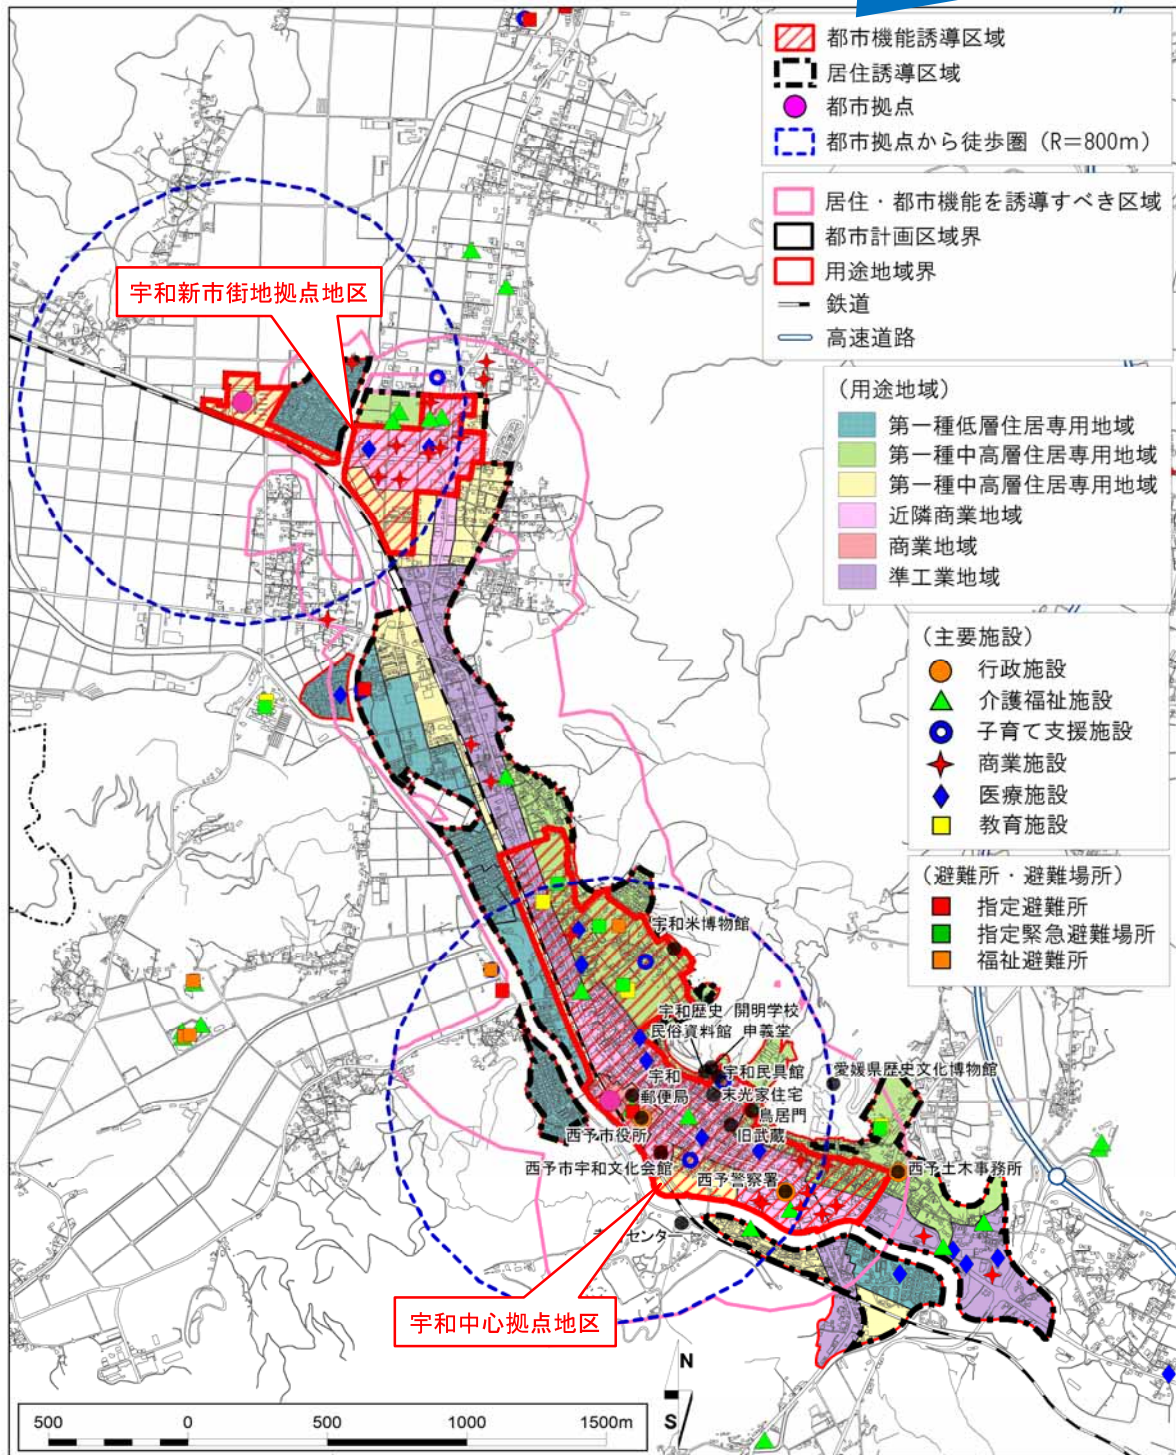 都市機能誘導区域
居住誘導区域
都市拠点
都市拠点から徒歩圏（R=800m）
居住・都市機能を誘導すべき区域
都市計画区域界
用途地域界
鉄道
高速道路
（用途地域）
第一種低層住居専用地域
第一種中高層住居専用地域
第一種中高層住居専用地域
近隣商業地域
商業地域
準工業地域
（主要施設）
行政施設
介護福祉施設
子育て支援施設
商業施設
医療施設
教育施設
（避難所・避難場所）
指定避難所
指定緊急避難場所
福祉避難所
宇和新市街地拠点地区
宇和米博物館
宇和歴史
民俗資料館
開明学校
申義堂
宇和民具館
愛媛県歴史文化博物館
宇和
郵便局
末光家住宅
鳥居門
西予市役所
旧武蔵
西予市宇和文化会館
西予警察署
西予土木事務所
センター
宇和中心拠点地区
N
S
500 0 500 1000 1500m